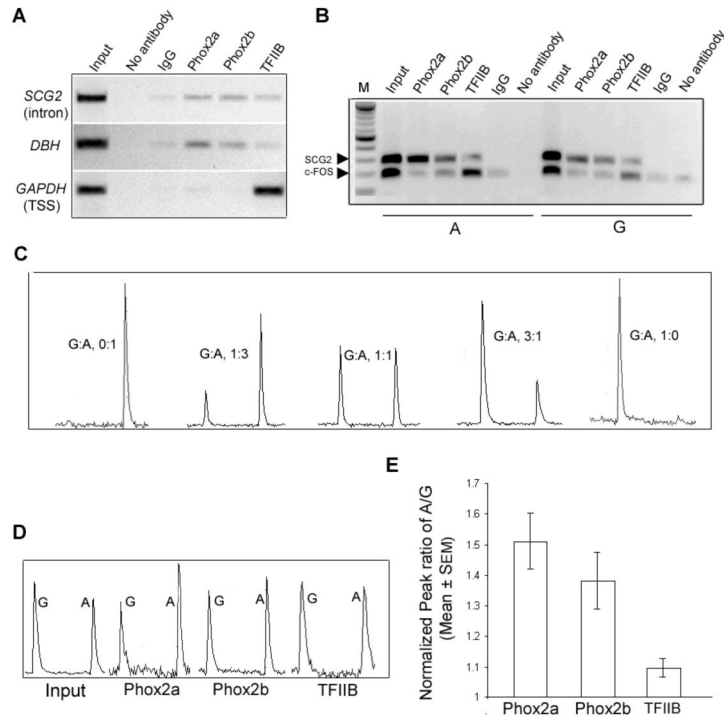 A
Input
No antibody
IgG
Phox2a
Phox2b
TFIIB
SCG2
(intron)
DBH
GAPDH
(TSS)
B
M
Input
Phox2a
Phox2b
TFIIB
IgG
No antibody
Input
Phox2a
Phox2b
TFIIB
IgG
No antibody
SCG2
c-FOS
A
G
C
G:A, 0:1
G:A, 1:3
G:A, 1:1
G:A, 3:1
G:A, 1:0
D
G A G A G A G A
Input Phox2a Phox2b TFIIB
E
Normalized Peak ratio of A/G
(Mean ± SEM)
1.7
1.6
1.5
1.4
1.3
1.2
1.1
1
Phox2a Phox2b TFIIB